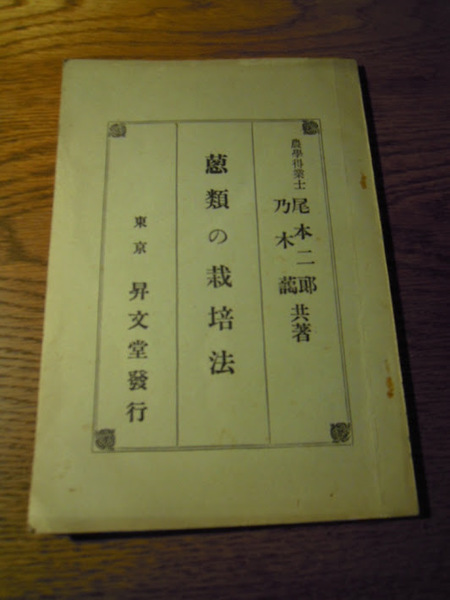 農學得業士
尾本二郎
乃木藹
共著
葱類の栽培法
東京 昇文堂發行